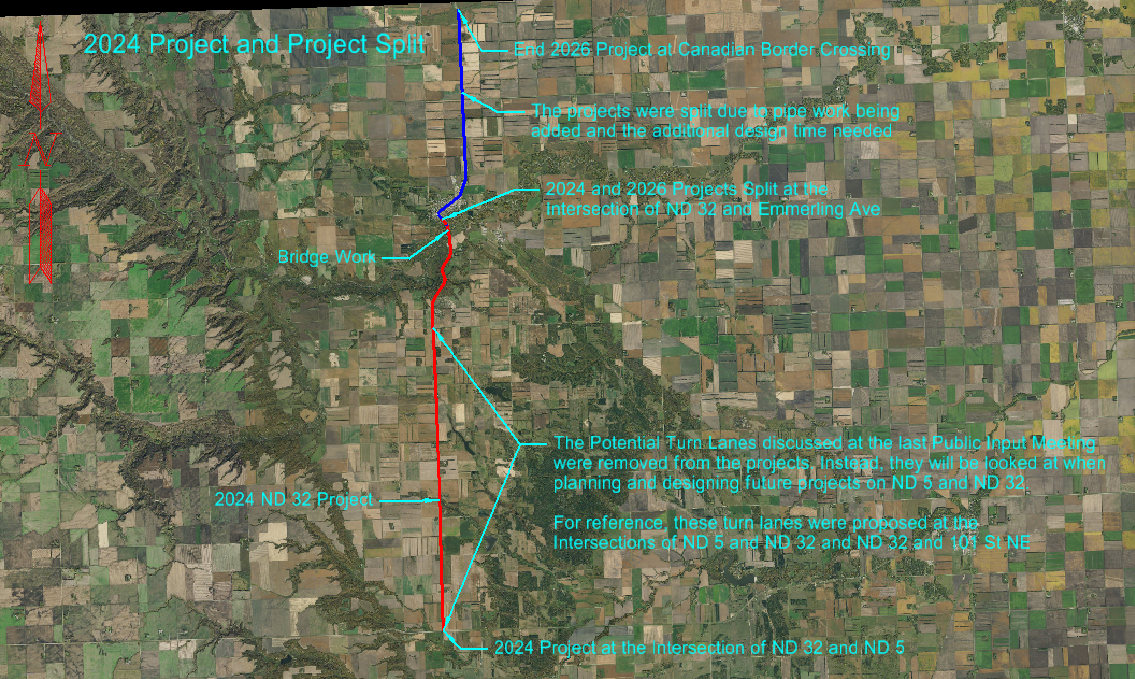 2024 Project and Project Split
End 2026 Project at Canadian Border Crossing
The projects were split due to pipe work being
added and the additional design time needed
2024 and 2026 Projects Split at the
Intersection of ND 32 and Emmerling Ave
Bridge Work
The Potential Turn Lanes discussed at the last Public Input Meeting
were removed from the projects. Instead, they will be looked at when
planning and designing future projects on ND 5 and ND 32
2024 ND 32 Project
For reference, these turn lanes were proposed at the
Intersections of ND 5 and ND 32 and ND 32 and 101 St NE
2024 Project at the Intersection of ND 32 and ND 5